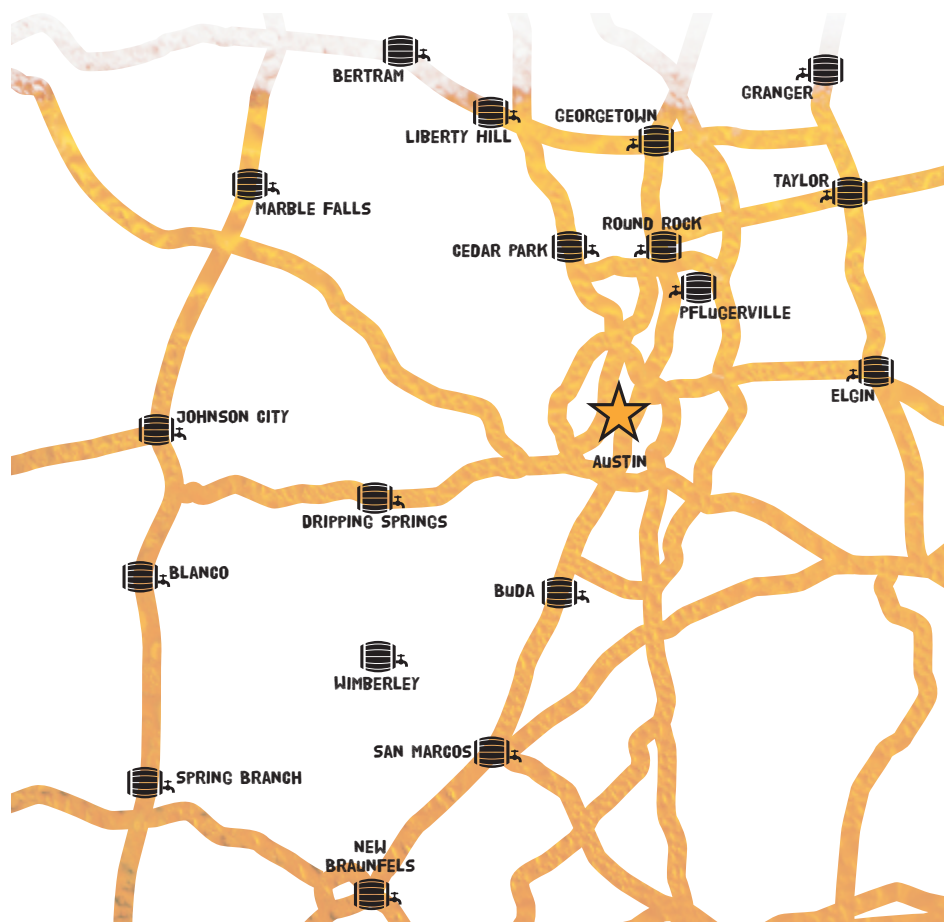 BERTRAM
GRANGER
LIBERTY HILL
GEORGETOWN
TAYLOR
MARBLE FALLS
ROUND ROCK
CEDAR PARK
PFLUGERVILLE
ELGIN
JOHNSON CITY
AUSTIN
DRIPPING SPRINGS
BLANCO
BUDA
WIMBERLEY
SAN MARCOS
SPRING BRANCH
NEW
BRAUNFELS